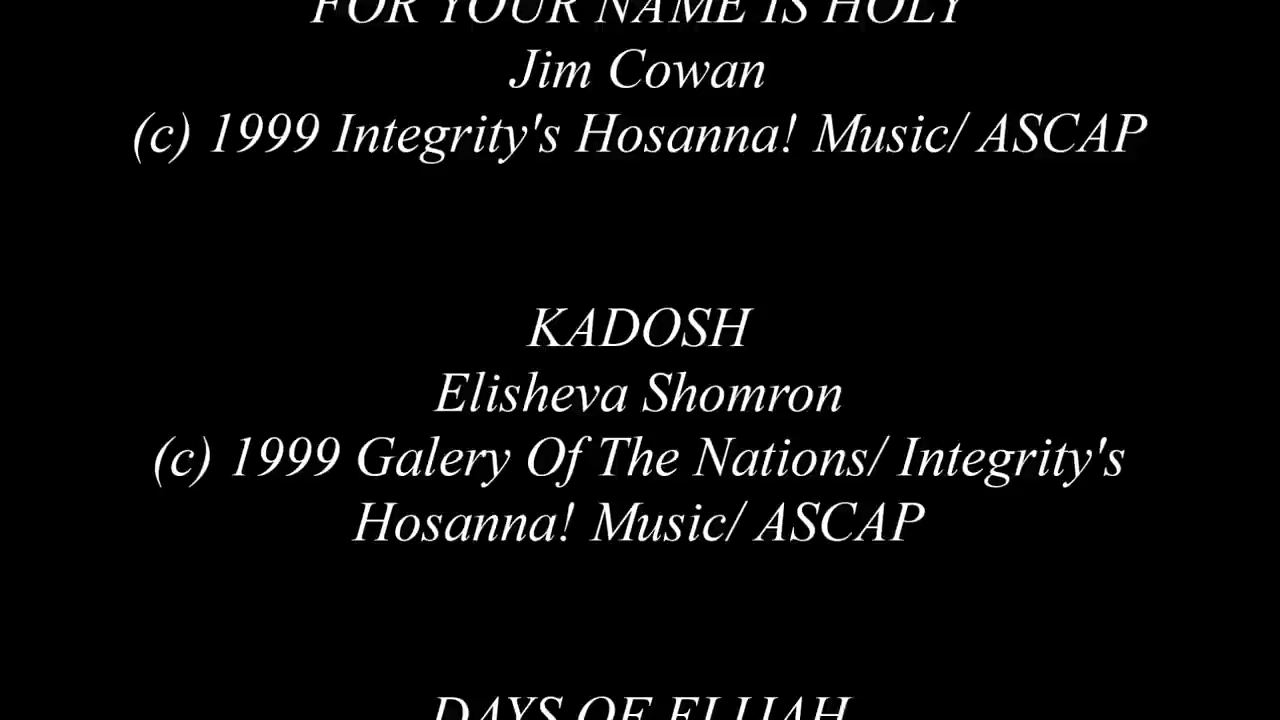 FOR YOUR NAME IS HOLY
Jim Cowan
(c) 1999 Integrity's Hosanna! Music/ ASCAP
KADOSH
Elisheva Shomron
(c) 1999 Galery Of The Nations/ Integrity's
Hosanna! Music/ ASCAP
DAYS OF ELIJAH